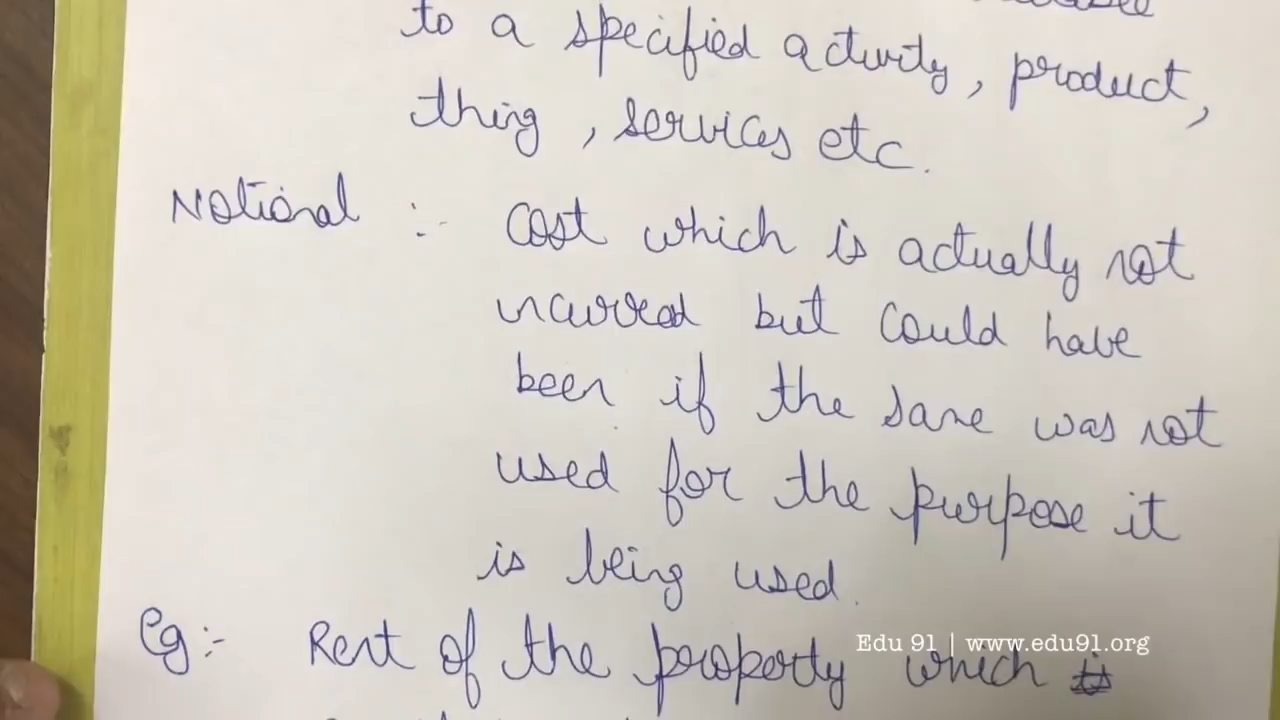 to a specified activity, product,
thing, services etc.
Notional :- Cost which is actually not
incurred but could have
been if the same was not
used for the purpose it
is being used.
Eg:- Rent of the property which
Edu 91 | www.edu91.org